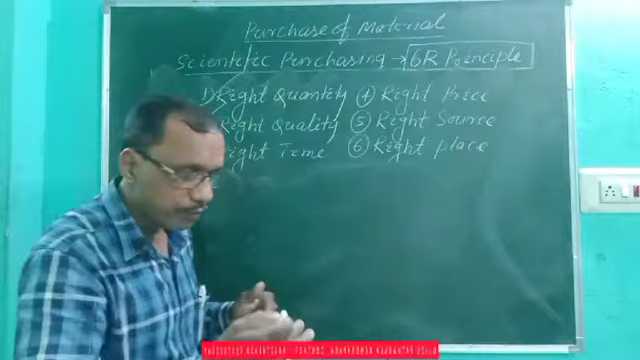 Purchase of Material
Scientific Purchasing → 6R Principle
1) Right Quantity ④ Right Price
Right Quality ⑤ Right Source
Right Time ⑥ Right place